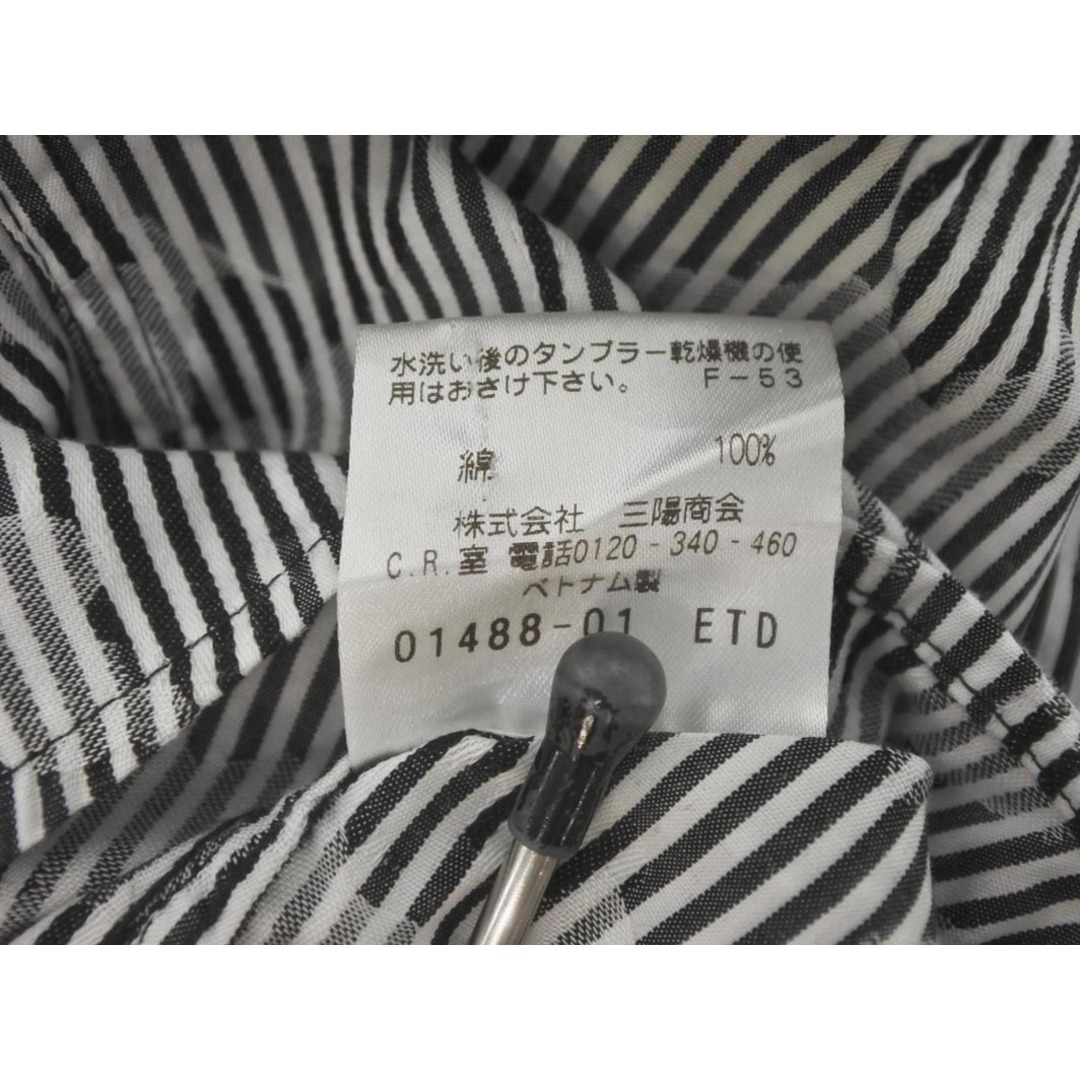 水洗い後のタンブラー乾燥機の使
用はおさけ下さい。 F-53
綿 100%
株式会社 三陽商会
C.R.室 電話0120-340-460
ベトナム製
01488-01 ETD